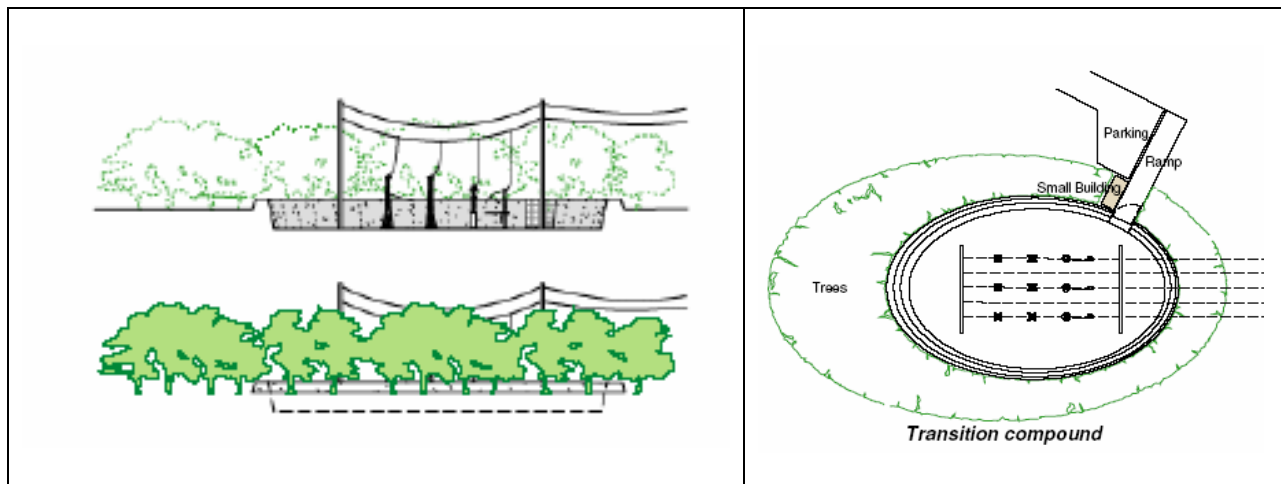 Parking
Ramp
Small Building
Trees
Transition compound